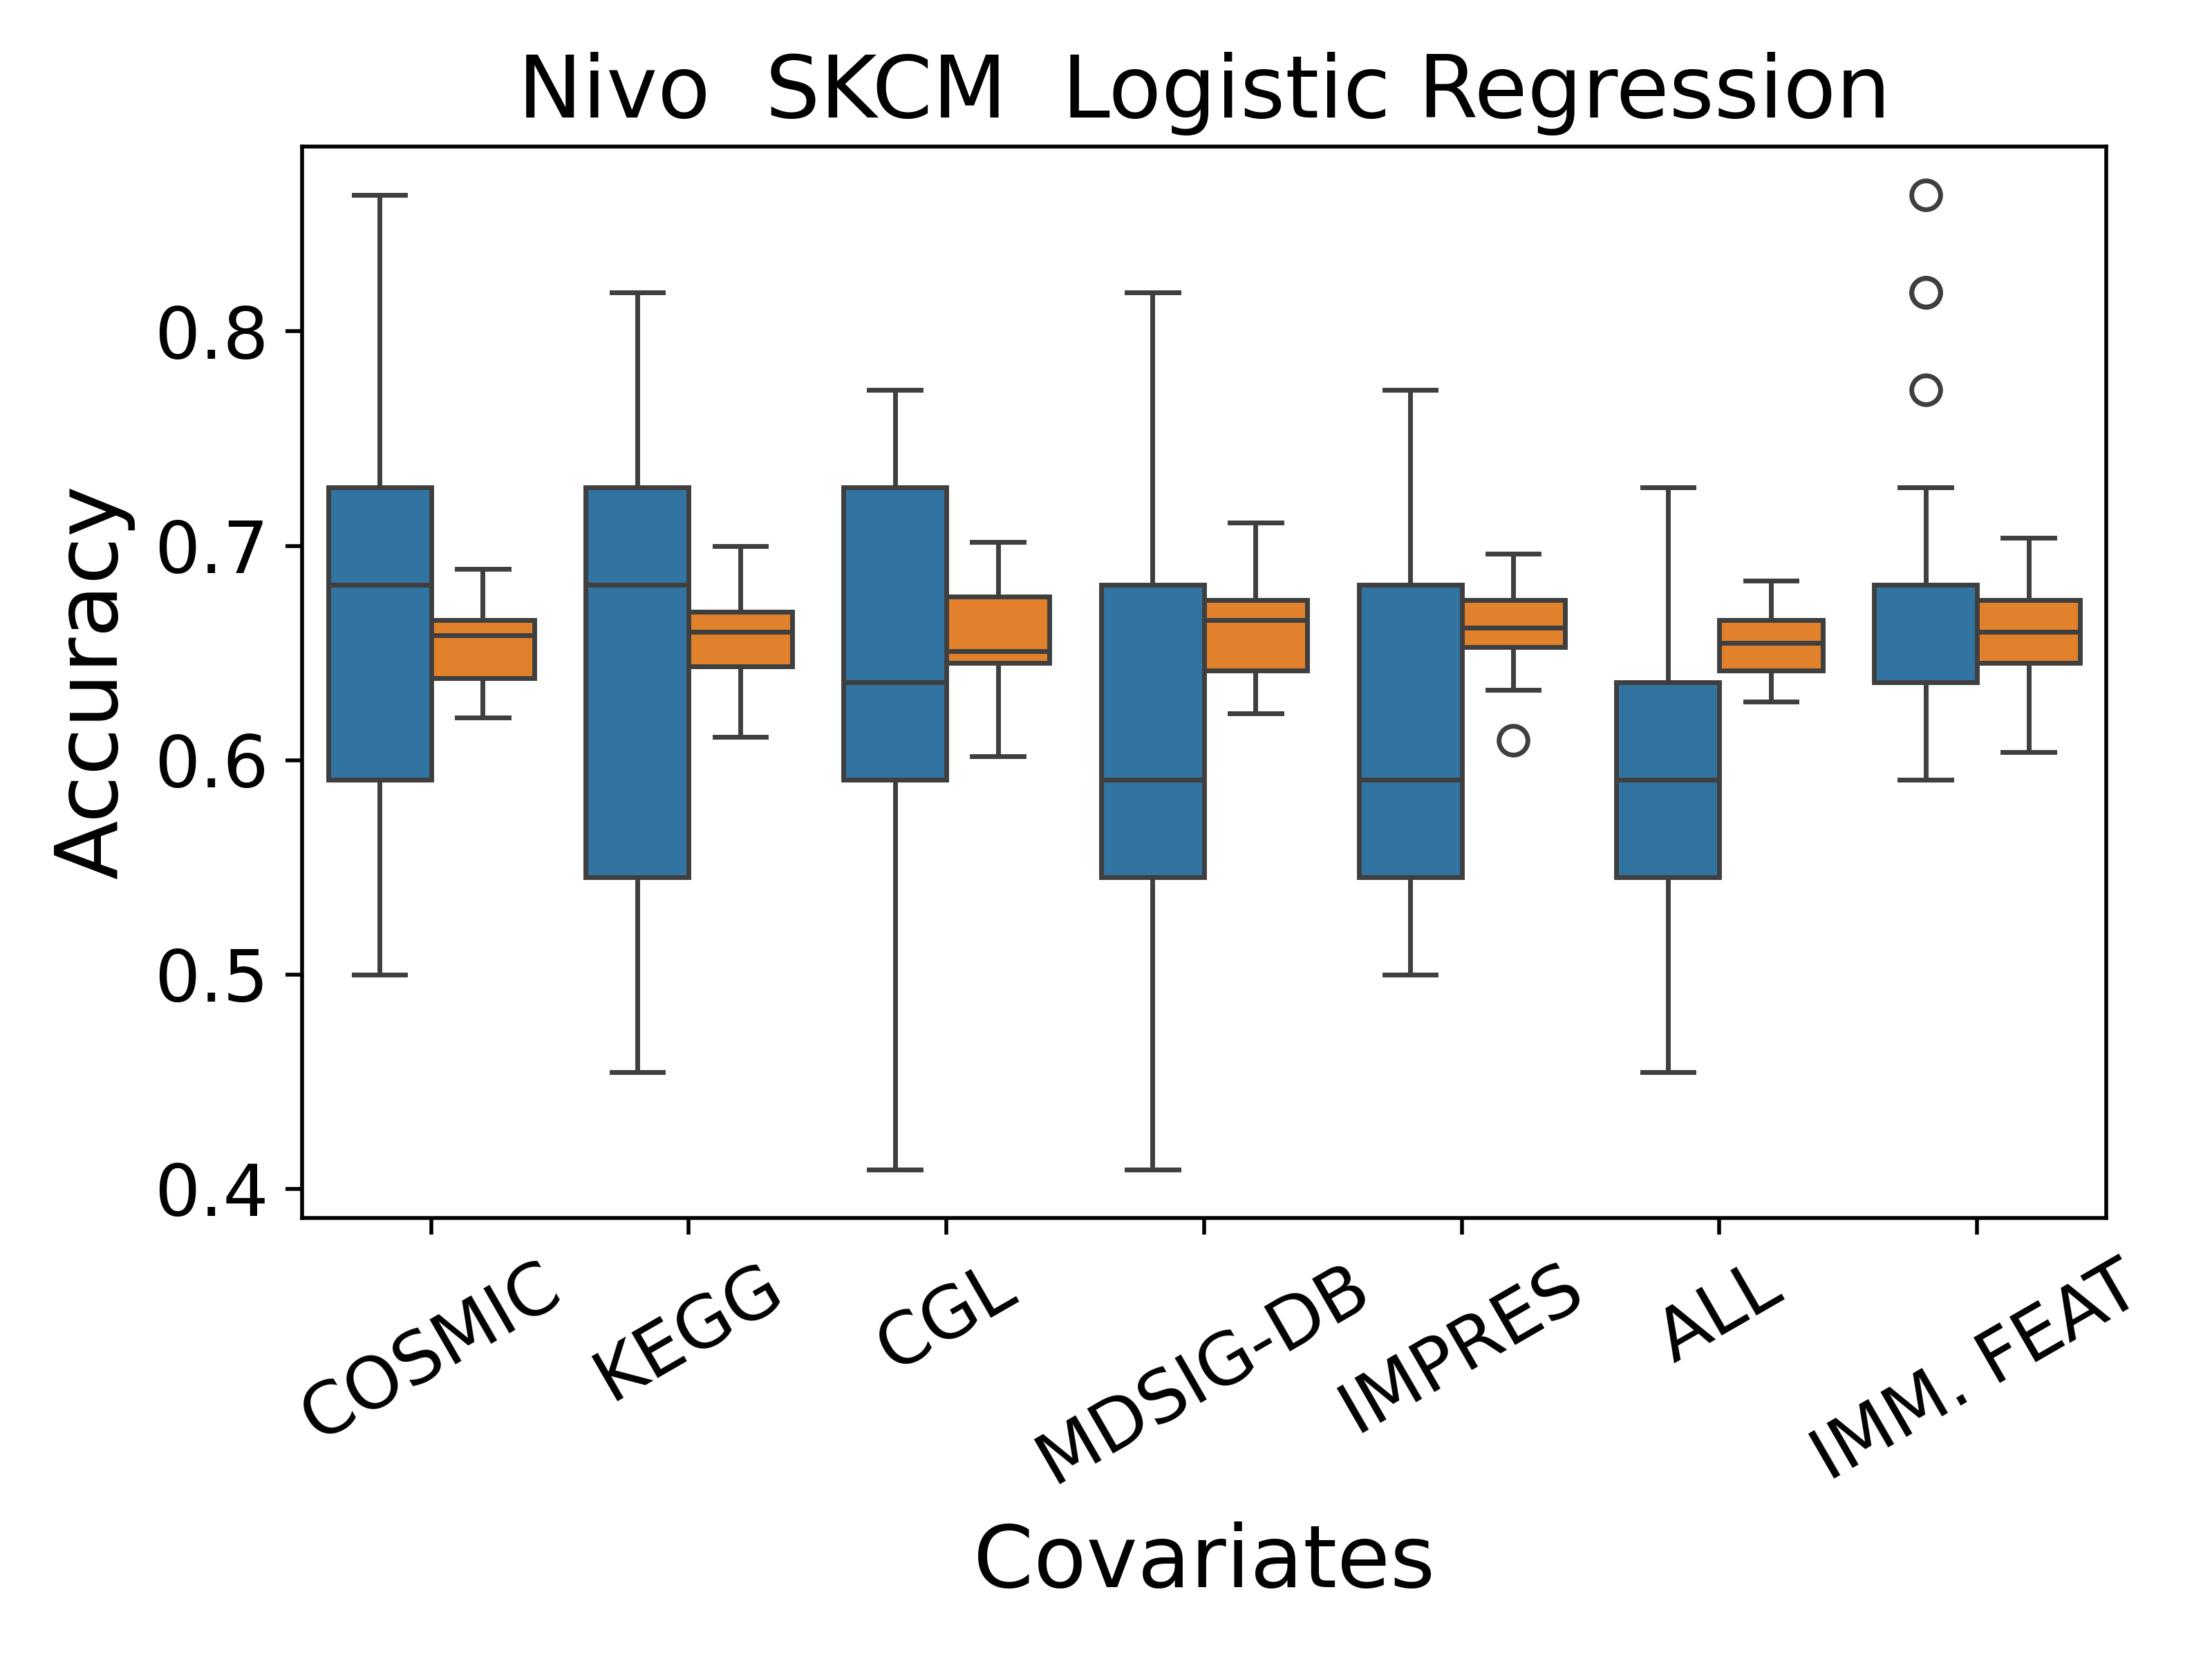 Nivo  SKCM  Logistic Regression
Accuracy
0.8
0.7
0.6
0.5
0.4
COSMIC
KEGG
CGL
MDSIG-DB
IMPRES
ALL
IMM. FEAT
Covariates